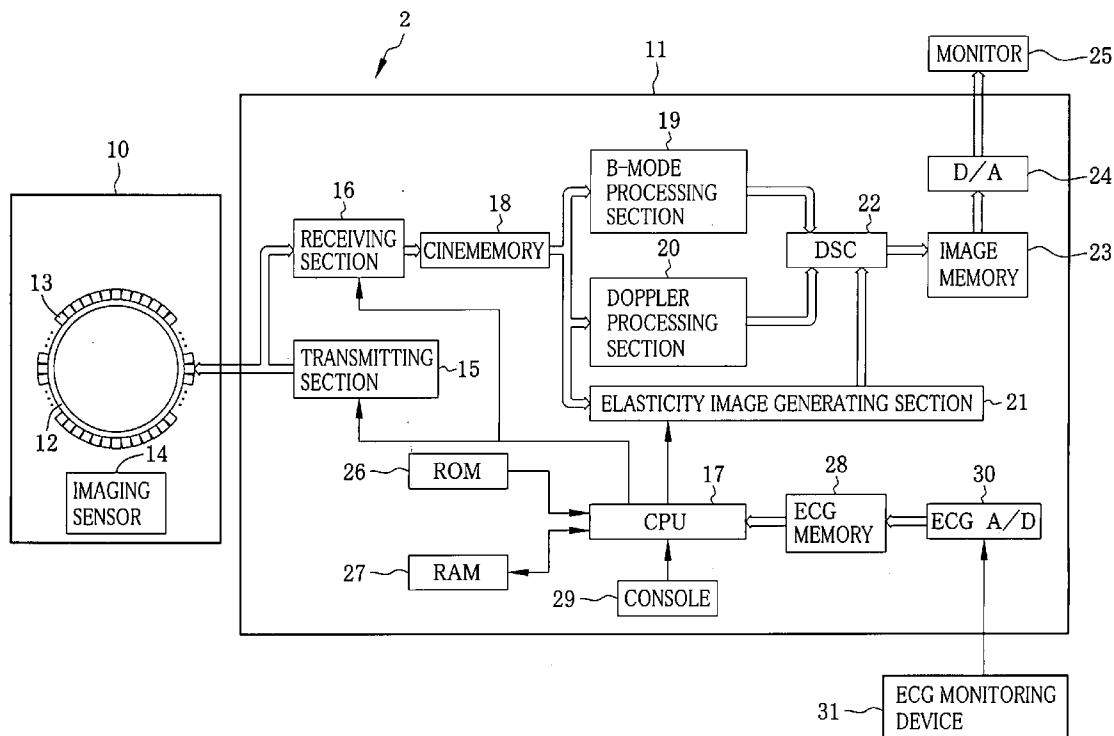 2
11
MONITOR
25
10
19
B-MODE
PROCESSING
SECTION
D/A
24
16
RECEIVING
SECTION
18
CINEMEMORY
22
DSC
IMAGE
MEMORY
23
20
DOPPLER
PROCESSING
SECTION
13
TRANSMITTING
SECTION
15
ELASTICITY IMAGE GENERATING SECTION
21
12
14
IMAGING
SENSOR
26
ROM
17
CPU
28
ECG
MEMORY
30
ECG A/D
27
RAM
29
CONSOLE
31
ECG MONITORING
DEVICE